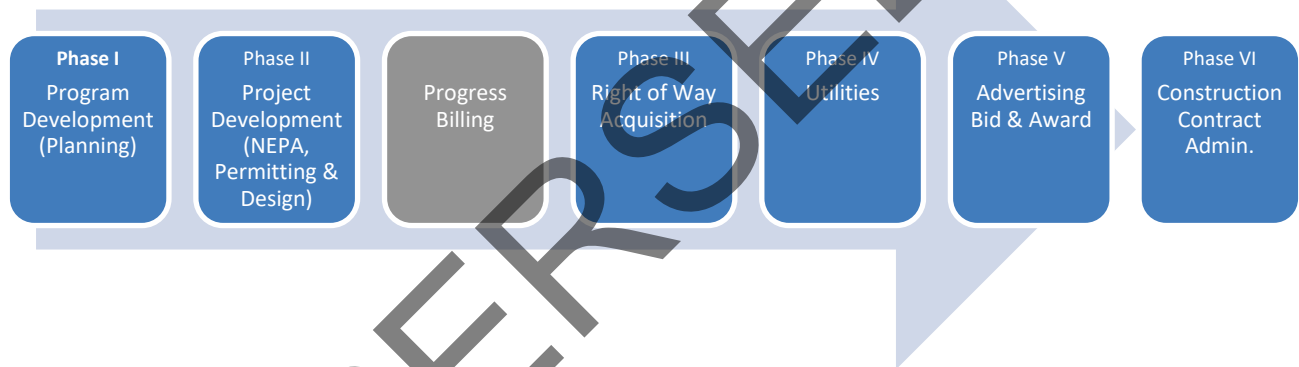 Phase I
Program
Development
(Planning)
Phase II
Project
Development
(NEPA,
Permitting &
Design)
Progress
Billing
Phase III
Right of Way
Acquisition
Phase IV
Utilities
Phase V
Advertising
Bid & Award
Phase VI
Construction
Contract
Admin.